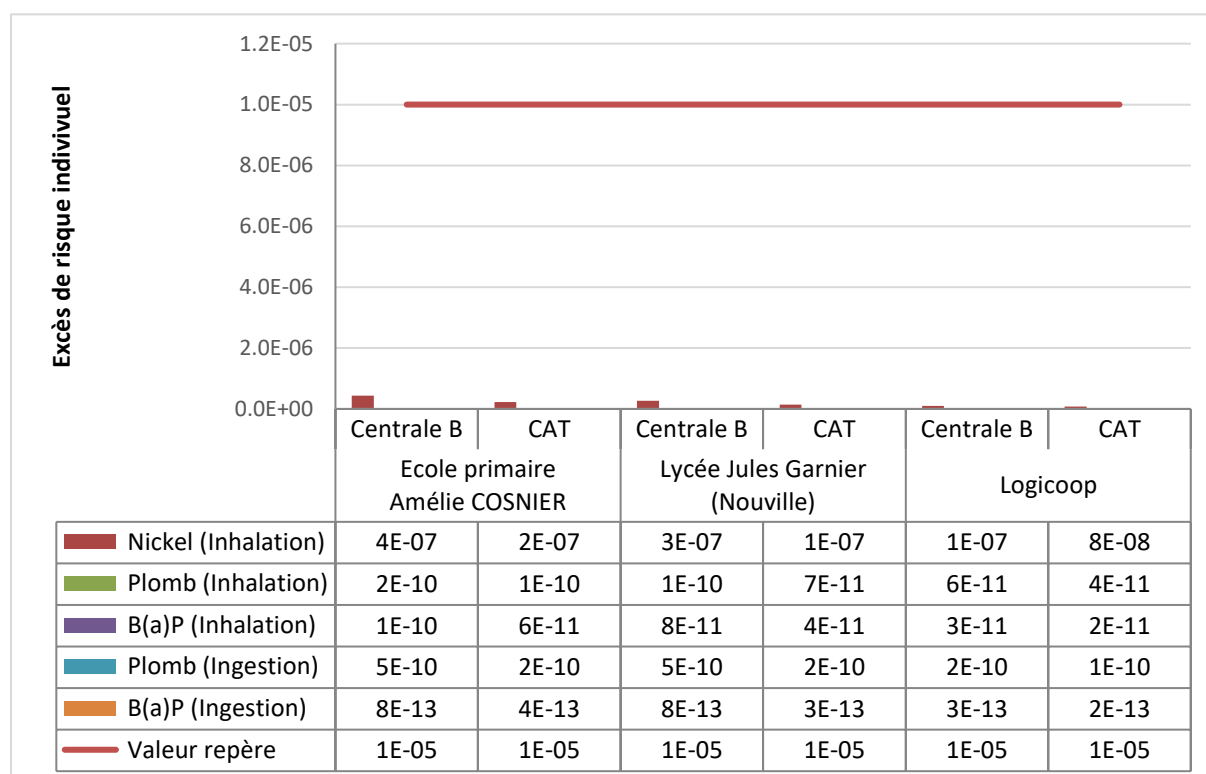 Excès de risque indivivuel
1.2E-05
1.0E-05
8.0E-06
6.0E-06
4.0E-06
2.0E-06
0.0E+00
Centrale B CAT Centrale B CAT Centrale B CAT
Ecole primaire
Amélie COSNIER
Lycée Jules Garnier
(Nouville)
Logicoop
Nickel (Inhalation) 4E-07 2E-07 3E-07 1E-07 1E-07 8E-08
Plomb (Inhalation) 2E-10 1E-10 1E-10 7E-11 6E-11 4E-11
B(a)P (Inhalation) 1E-10 6E-11 8E-11 4E-11 3E-11 2E-11
Plomb (Ingestion) 5E-10 2E-10 5E-10 2E-10 2E-10 1E-10
B(a)P (Ingestion) 8E-13 4E-13 8E-13 3E-13 3E-13 2E-13
Valeur repère 1E-05 1E-05 1E-05 1E-05 1E-05 1E-05